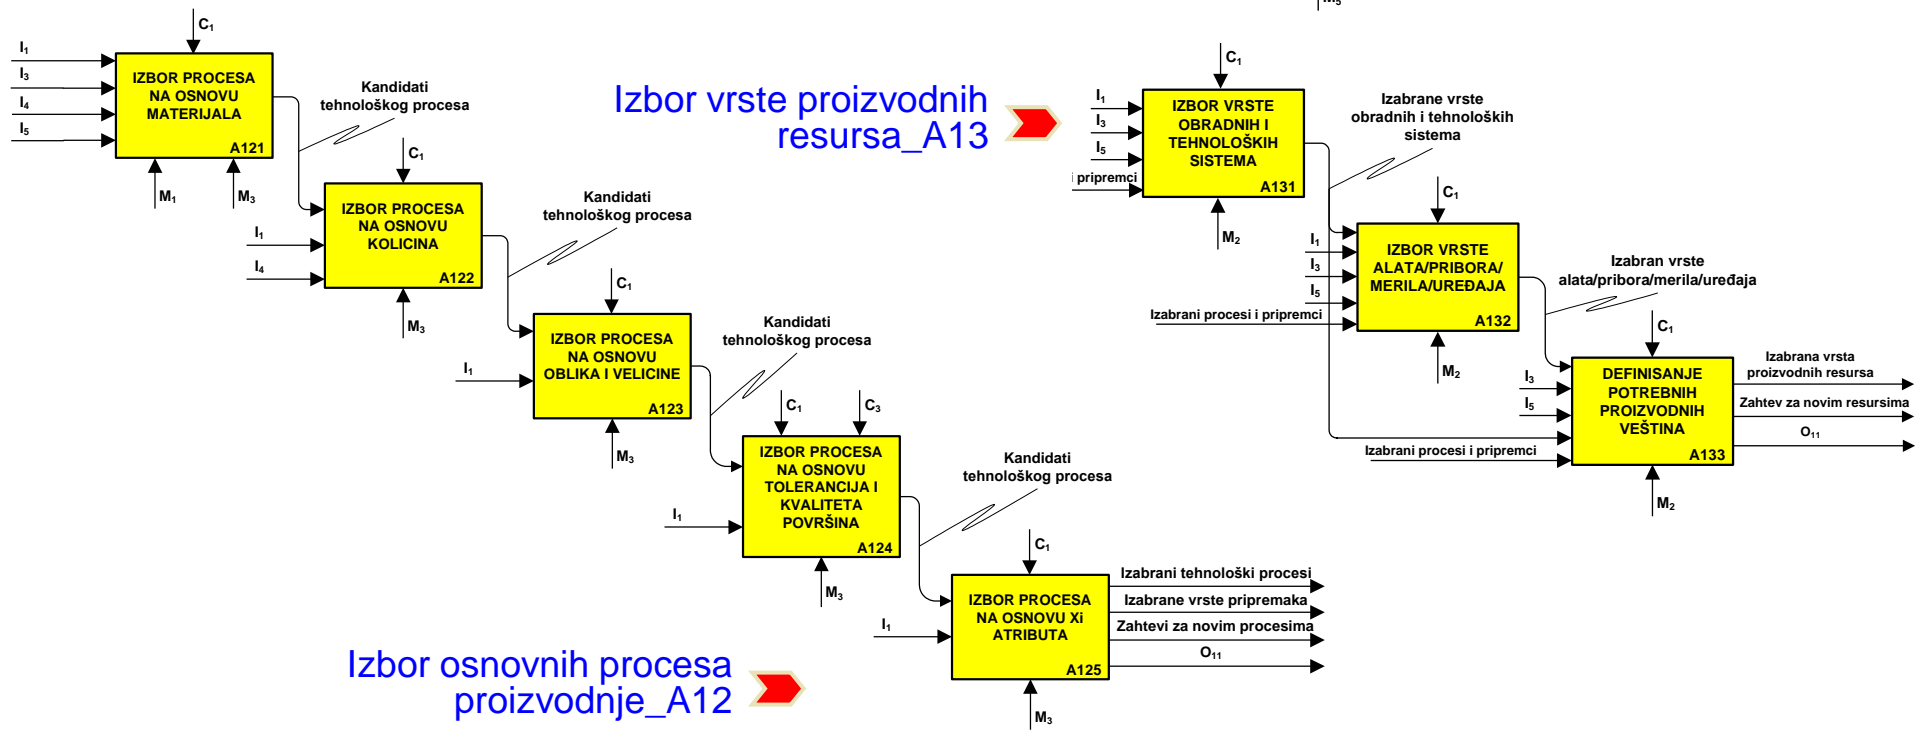 C₁
I₁
I₃
I₄
I₅
IZBOR PROCESA
NA OSNOVU
MATERIJALA
A121
M₁
M₃
Kandidati
tehnološkog procesa
C₁
I₁
I₄
IZBOR PROCESA
NA OSNOVU
KOLICINA
A122
M₃
Kandidati
tehnološkog procesa
C₁
I₁
IZBOR PROCESA
NA OSNOVU
OBLIKA I VELICINE
A123
M₃
Kandidati
tehnološkog procesa
C₁
C₃
I₁
IZBOR PROCESA
NA OSNOVU
TOLERANCIJA I
KVALITETA
POVRŠINA
A124
M₃
Kandidati
tehnološkog procesa
C₁
I₁
IZBOR PROCESA
NA OSNOVU Xi
ATRIBUTA
A125
M₃
Izabrani tehnološki procesi
Izabrane vrste pripremaka
Zahtevi za novim procesima
O₁₁
Izbor osnovnih procesa
proizvodnje_A12
M₅
Izbor vrste proizvodnih
resursa_A13
C₁
I₁
I₃
I₅
i pripremci
IZBOR VRSTE
OBRADNIH I
TEHNOLOŠKIH
SISTEMA
A131
M₂
Izabrane vrste
obradnih i tehnoloških
sistema
C₁
I₁
I₃
I₅
Izabrani procesi i pripremci
IZBOR VRSTE
ALATA/PRIBORA/
MERILA/UREĐAJA
A132
M₂
Izabran vrste
alata/pribora/merila/uređaja
C₁
I₃
I₅
Izabrani procesi i pripremci
DEFINISANJE
POTREBNIH
PROIZVODNIH
VEŠTINA
A133
M₂
Izabrana vrsta
proizvodnih resursa
Zahtev za novim resursima
O₁₁